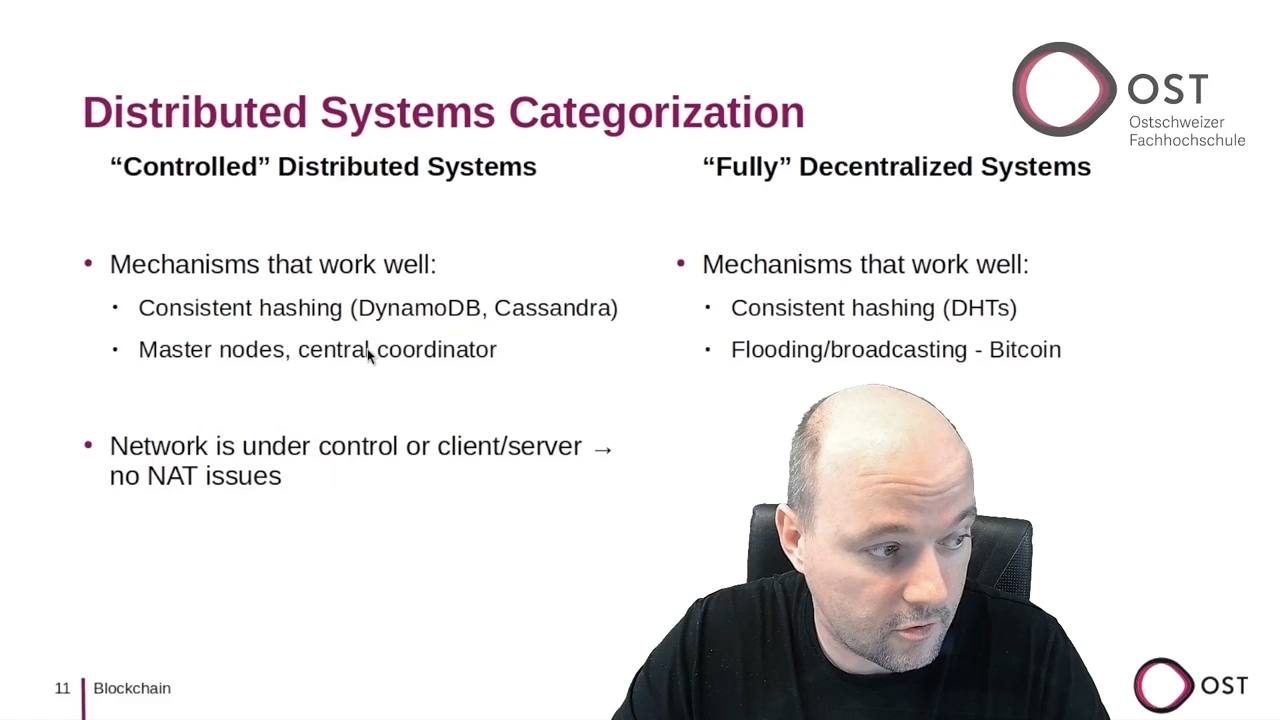 Distributed Systems Categorization
OST
Ostschweizer
Fachhochschule
“Controlled” Distributed Systems
• Mechanisms that work well:
• Consistent hashing (DynamoDB, Cassandra)
• Master nodes, central coordinator
• Network is under control or client/server →
no NAT issues
“Fully” Decentralized Systems
• Mechanisms that work well:
• Consistent hashing (DHTs)
• Flooding/broadcasting - Bitcoin
11 Blockchain
OST